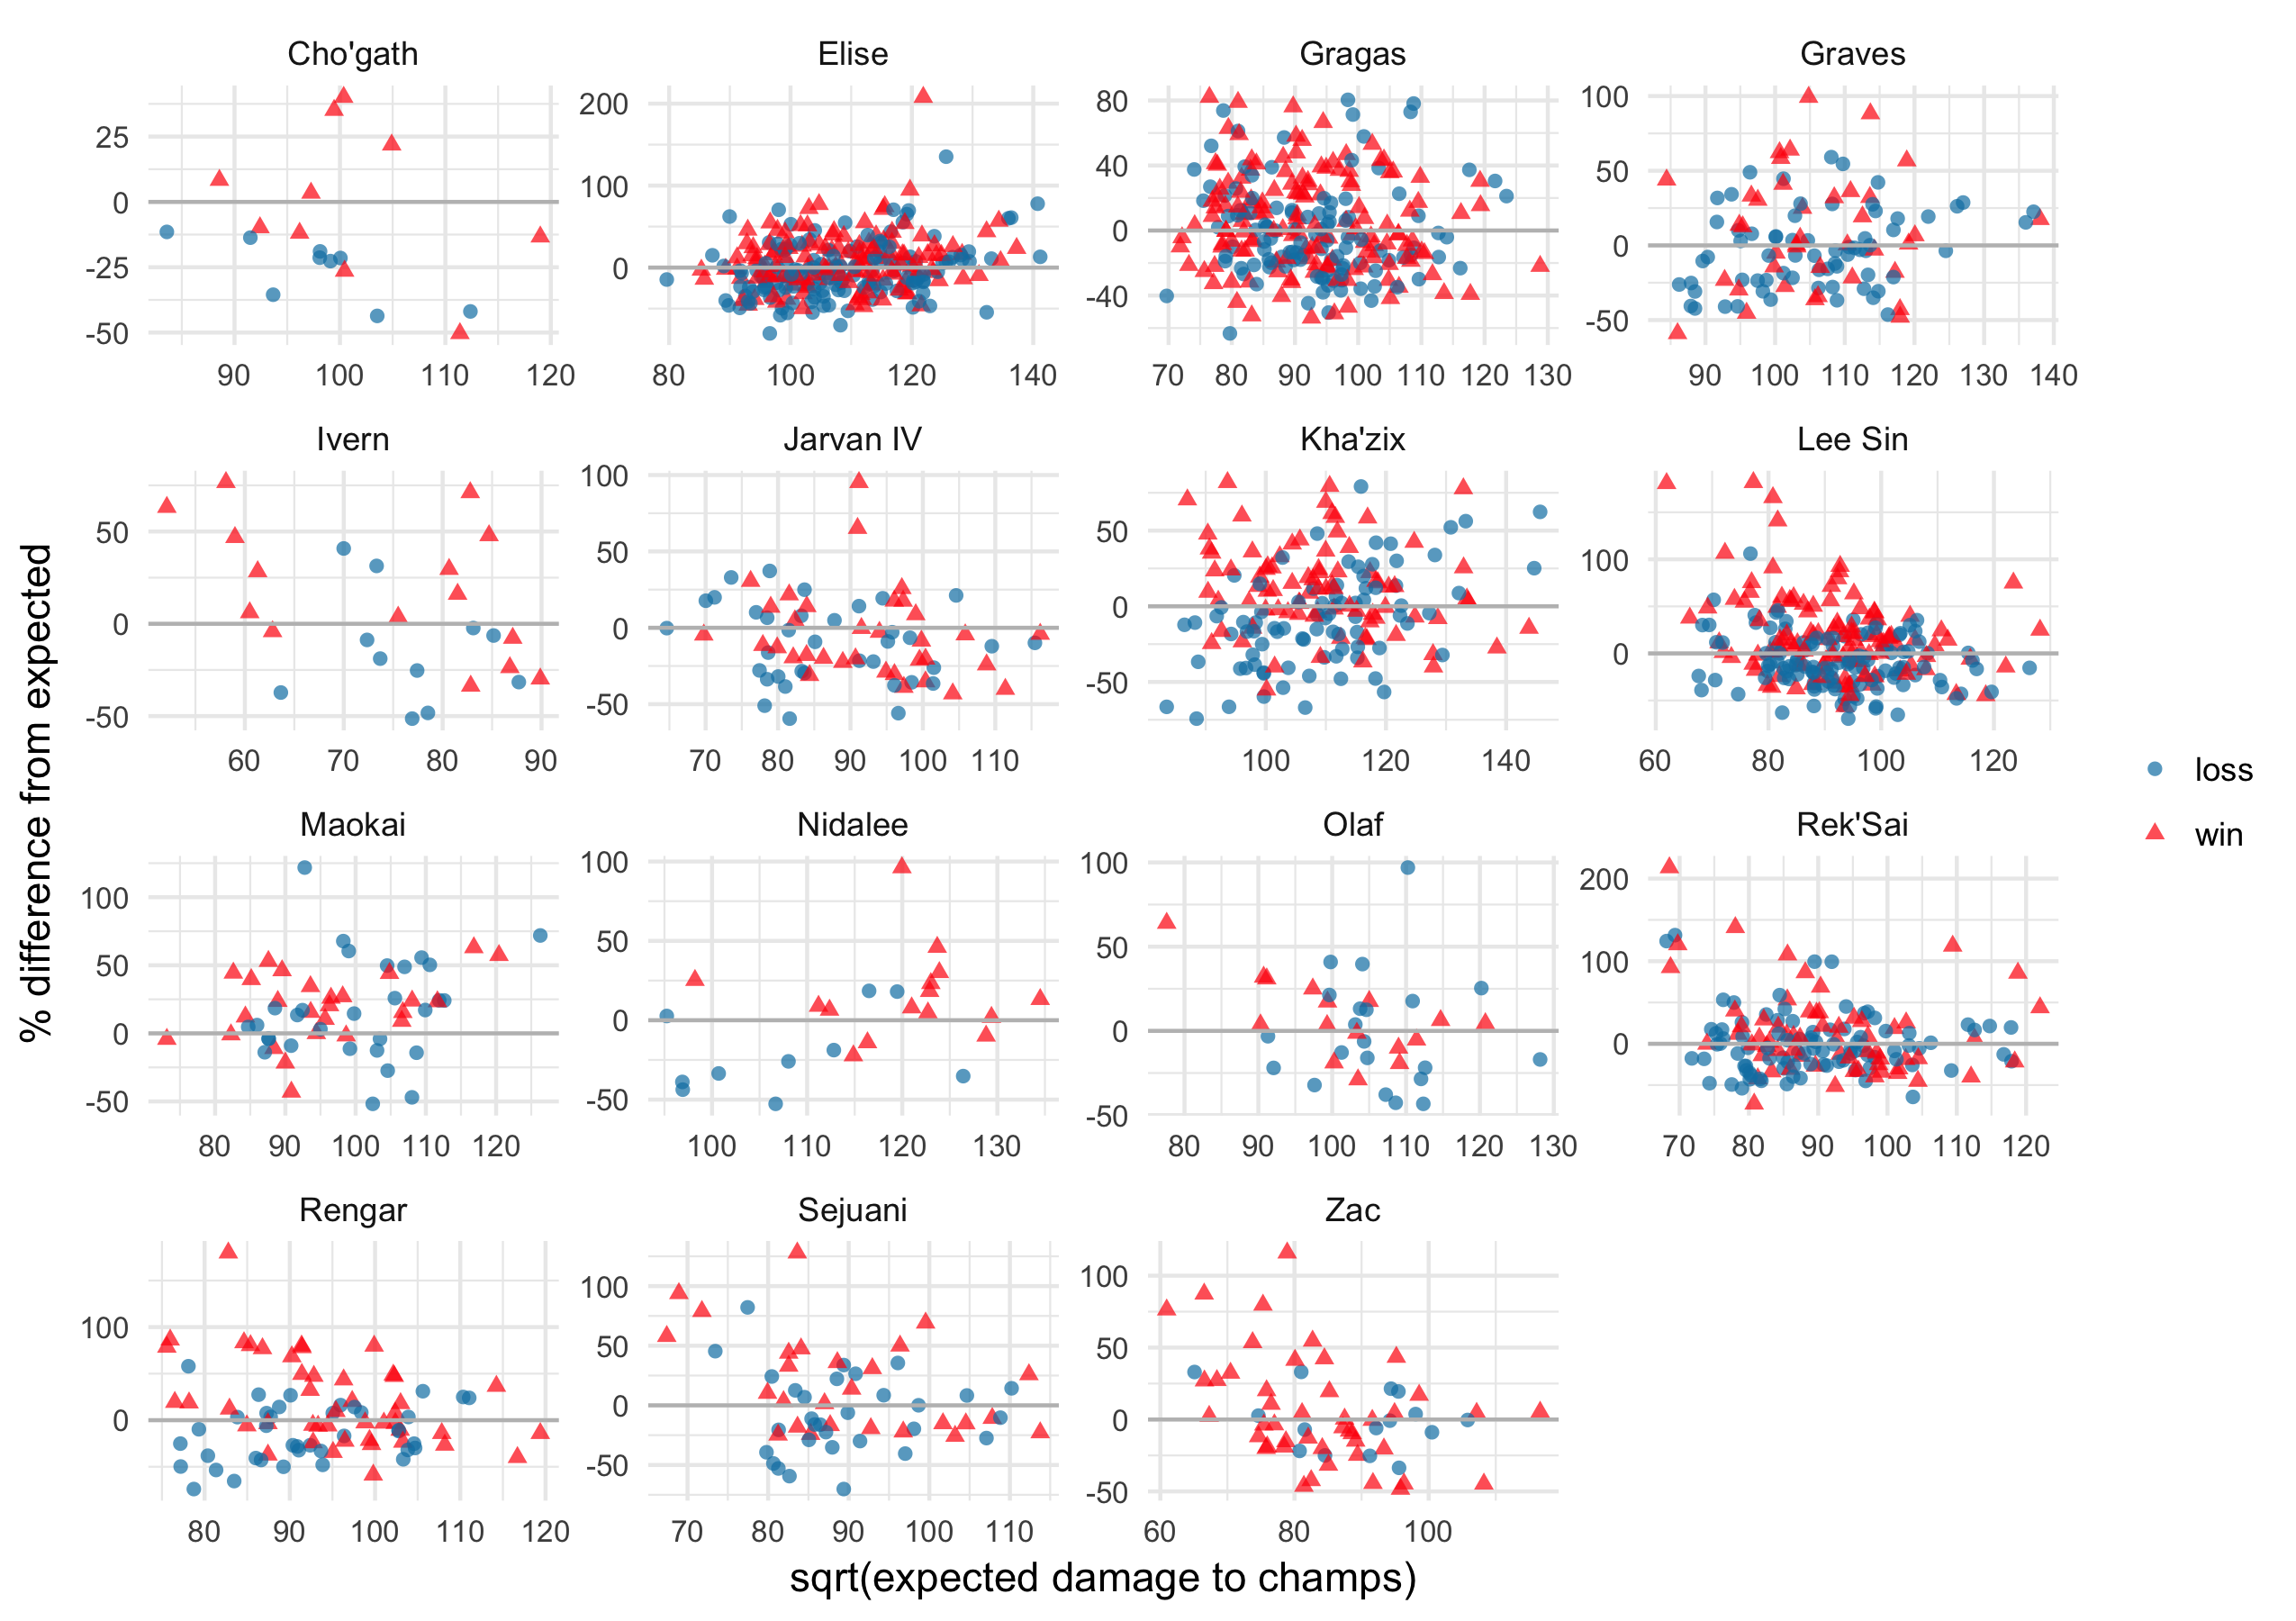 Cho'gath Elise Gragas Graves
25 0 -25 -50
200 100 0
80 40 0 -40
100 50 0 -50
90 100 110 120
80 100 120 140
70 80 90 100 110 120 130
90 100 110 120 130 140
Ivern Jarvan IV Kha'zix Lee Sin
50 0 -50
100 50 0 -50
50 0 -50
100 0
60 70 80 90
70 80 90 100 110
100 120 140
60 80 100 120
Maokai Nidalee Olaf Rek'Sai
100 50 0 -50
100 50 0 -50
100 50 0 -50
200 100 0
80 90 100 110 120
100 110 120 130
80 90 100 110 120 130
70 80 90 100 110 120
Rengar Sejuani Zac
100 0
100 50 0 -50
100 50 0 -50
80 90 100 110 120
70 80 90 100 110
60 80 100
sqrt(expected damage to champs)
% difference from expected
loss
win